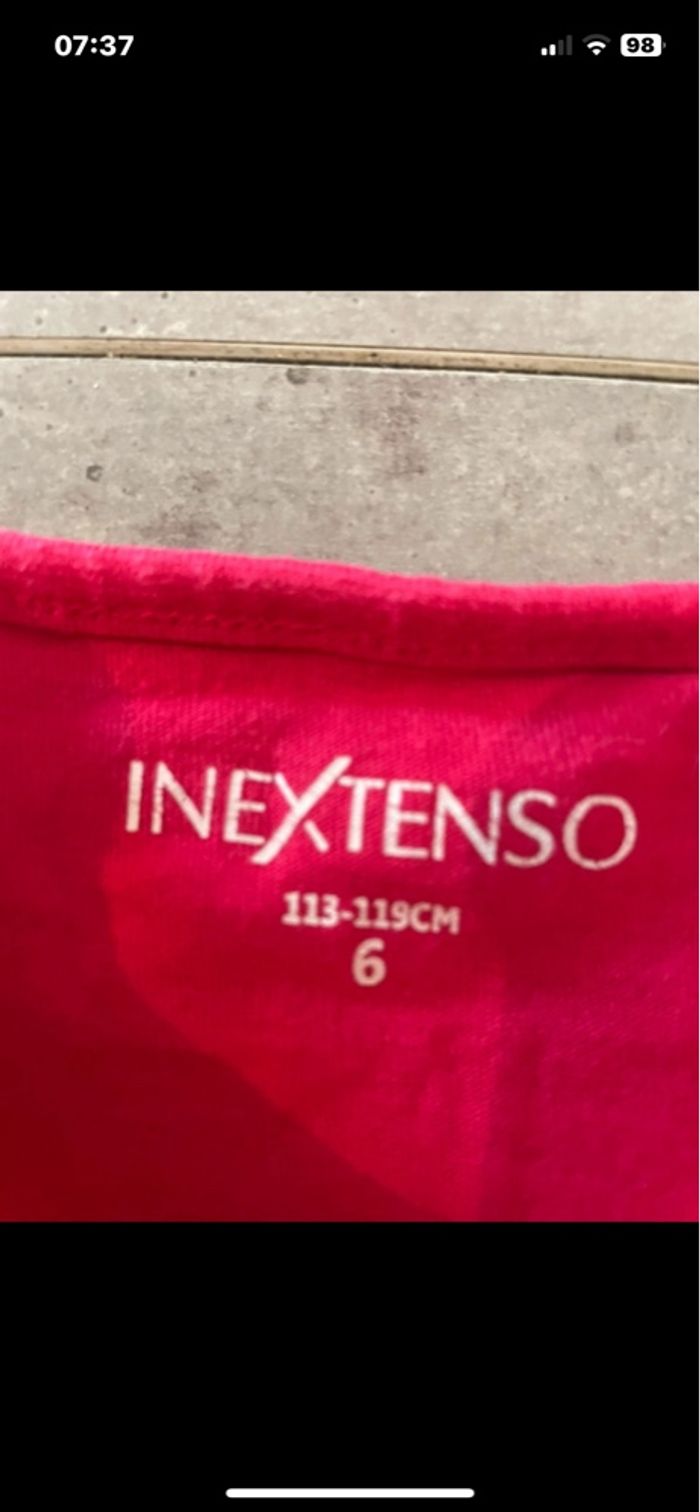 07:37
98
INEXTENSO
113-119CM
6